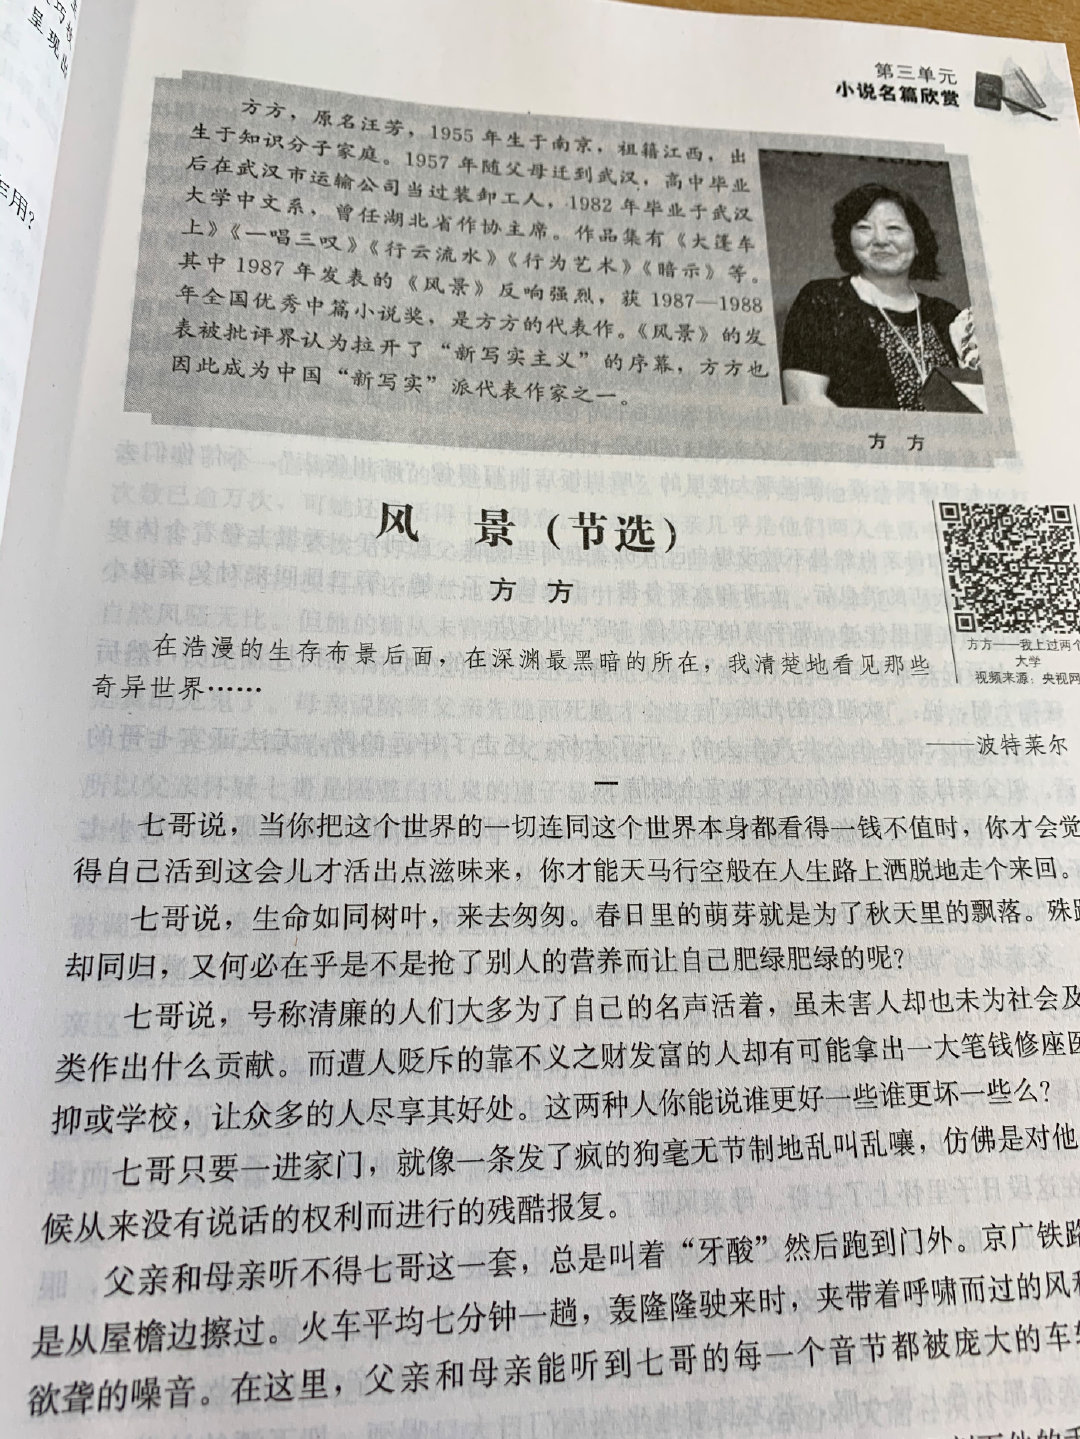 呈现出
作用？
第三单元
小说名篇欣赏
方方，原名汪芳，1955 年生于南京，祖籍江西，出
生于知识分子家庭。1957 年随父母迁到武汉，高中毕业
后在武汉市运输公司当过装卸工人，1982 年毕业于武汉
大学中文系，曾任湖北省作协主席。作品集有《大篷车
上》《一唱三叹》《行云流水》《行为艺术》《暗示》等。
其中 1987 年发表的《风景》反响强烈，获 1987—1988
年全国优秀中篇小说奖，是方方的代表作。《风景》的发
表被批评界认为拉开了“新写实主义”的序幕，方方也
因此成为中国“新写实”派代表作家之一。
方 方
风 景（节选）
方 方
方方——我上过两个
大学
视频来源：央视网
在浩漫的生存布景后面，在深渊最黑暗的所在，我清楚地看见那些
奇异世界……
——波特莱尔
一
七哥说，当你把这个世界的一切连同这个世界本身都看得一钱不值时，你才会觉
得自己活到这会儿才活出点滋味来，你才能天马行空般在人生路上洒脱地走个来回。
七哥说，生命如同树叶，来去匆匆。春日里的萌芽就是为了秋天里的飘落。殊路
却同归，又何必在乎是不是抢了别人的营养而让自己肥绿肥绿的呢？
七哥说，号称清廉的人们大多为了自己的名声活着，虽未害人却也未为社会及
类作出什么贡献。而遭人贬斥的靠不义之财发富的人却有可能拿出一大笔钱修座医
抑或学校，让众多的人尽享其好处。这两种人你能说谁更好一些谁更坏一些么？
七哥只要一进家门，就像一条发了疯的狗毫无节制地乱叫乱嚷，仿佛是对他
候从来没有说话的权利而进行的残酷报复。
父亲和母亲听不得七哥这一套，总是叫着“牙酸”然后跑到门外。京广铁路
是从屋檐边擦过。火车平均七分钟一趟，轰隆隆驶来时，夹带着呼啸而过的风和
欲聋的噪音。在这里，父亲和母亲能听到七哥的每一个音节都被庞大的车轮